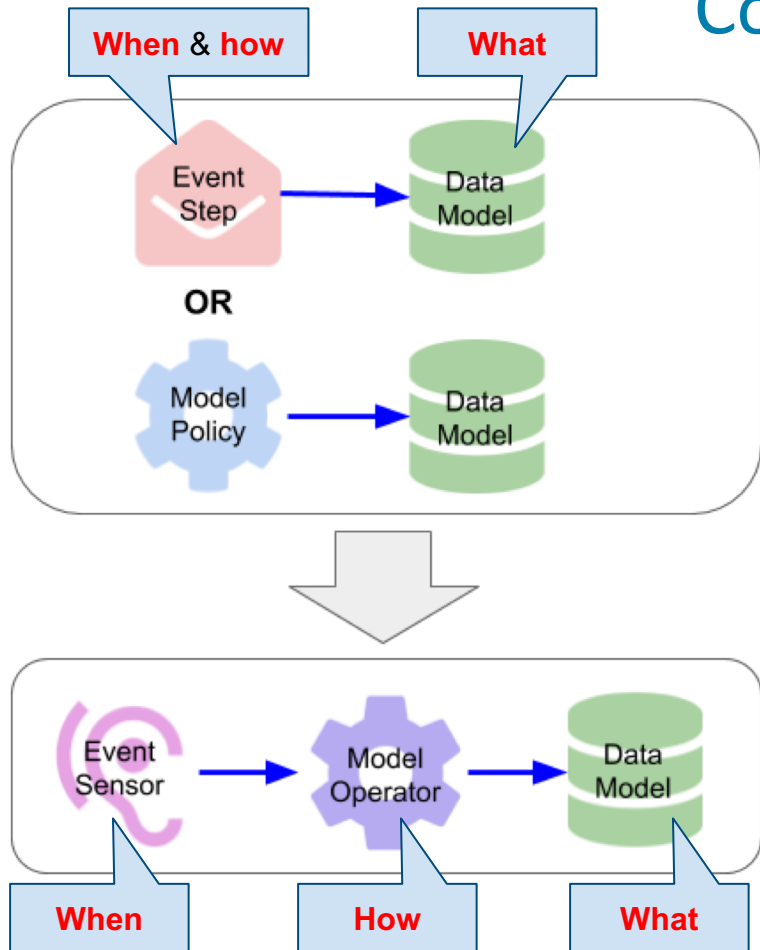 Co
When & how
What
Event
Step
Data
Model
OR
Model
Policy
Data
Model
Event
Sensor
Model
Operator
Data
Model
When
How
What